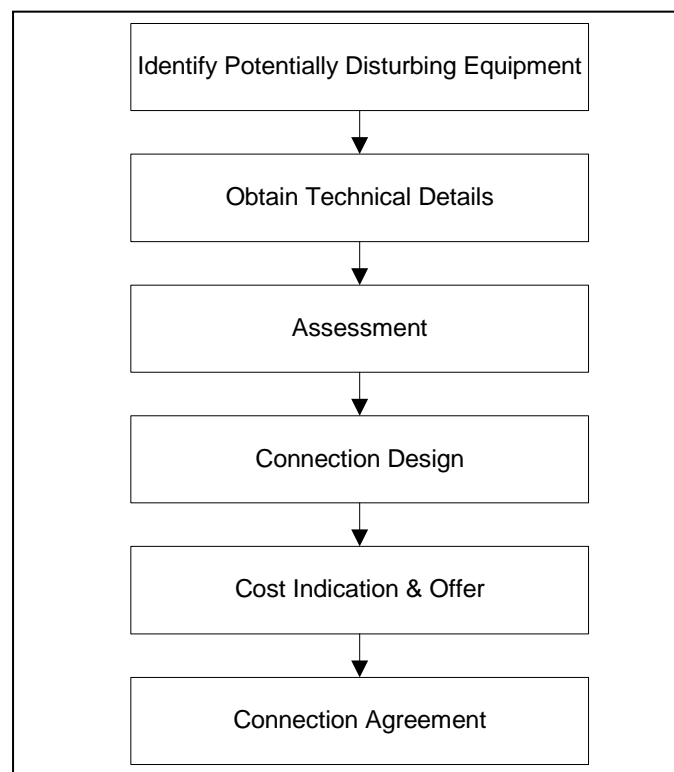 Identify Potentially Disturbing Equipment
Obtain Technical Details
Assessment
Connection Design
Cost Indication & Offer
Connection Agreement